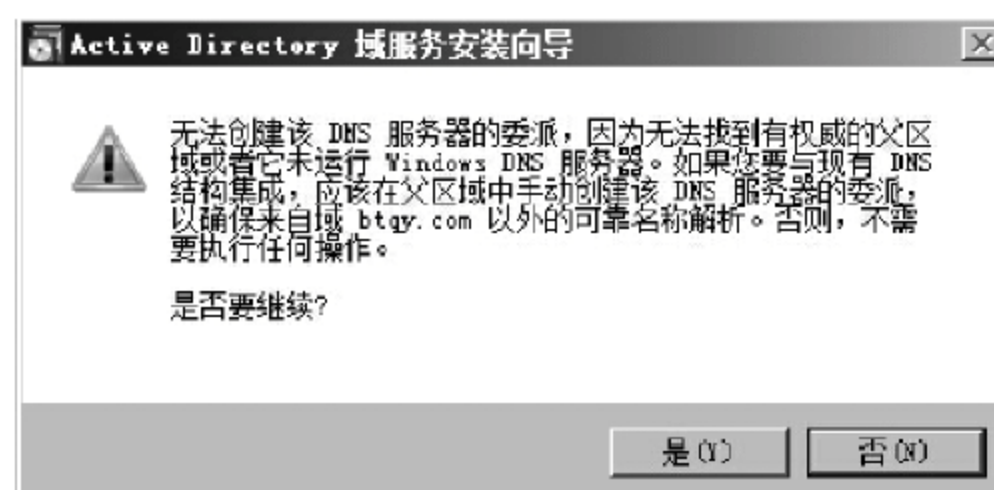 Active Directory 域服务安装向导
无法创建该 DNS 服务器的委派，因为无法找到有权威的父区
域或者它未运行 Windows DNS 服务器。如果您要与现有 DNS
结构集成，应该在父区域中手动创建该 DNS 服务器的委派，
以确保来自域 btqy.com 以外的可靠名称解析。否则，不需
要执行任何操作。
是否要继续?
是(Y)
否(N)